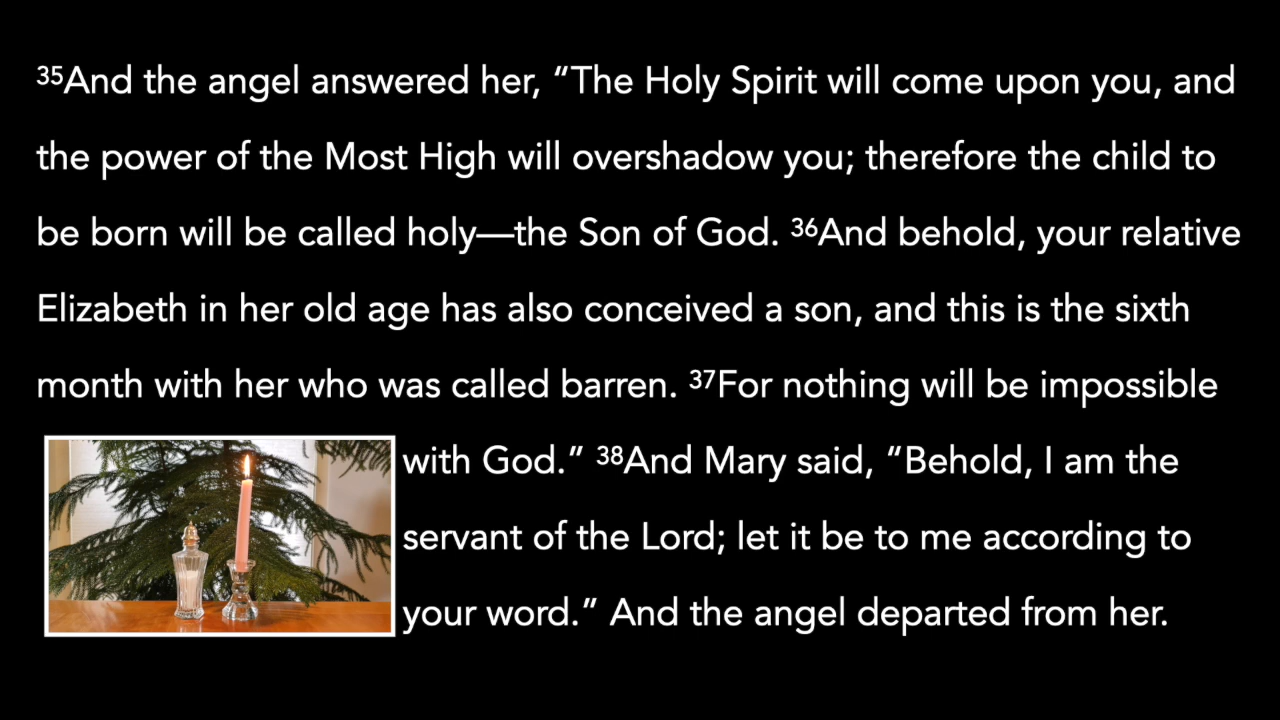 35And the angel answered her, “The Holy Spirit will come upon you, and
the power of the Most High will overshadow you; therefore the child to
be born will be called holy—the Son of God. 36And behold, your relative
Elizabeth in her old age has also conceived a son, and this is the sixth
month with her who was called barren. 37For nothing will be impossible
with God.” 38And Mary said, “Behold, I am the
servant of the Lord; let it be to me according to
your word.” And the angel departed from her.